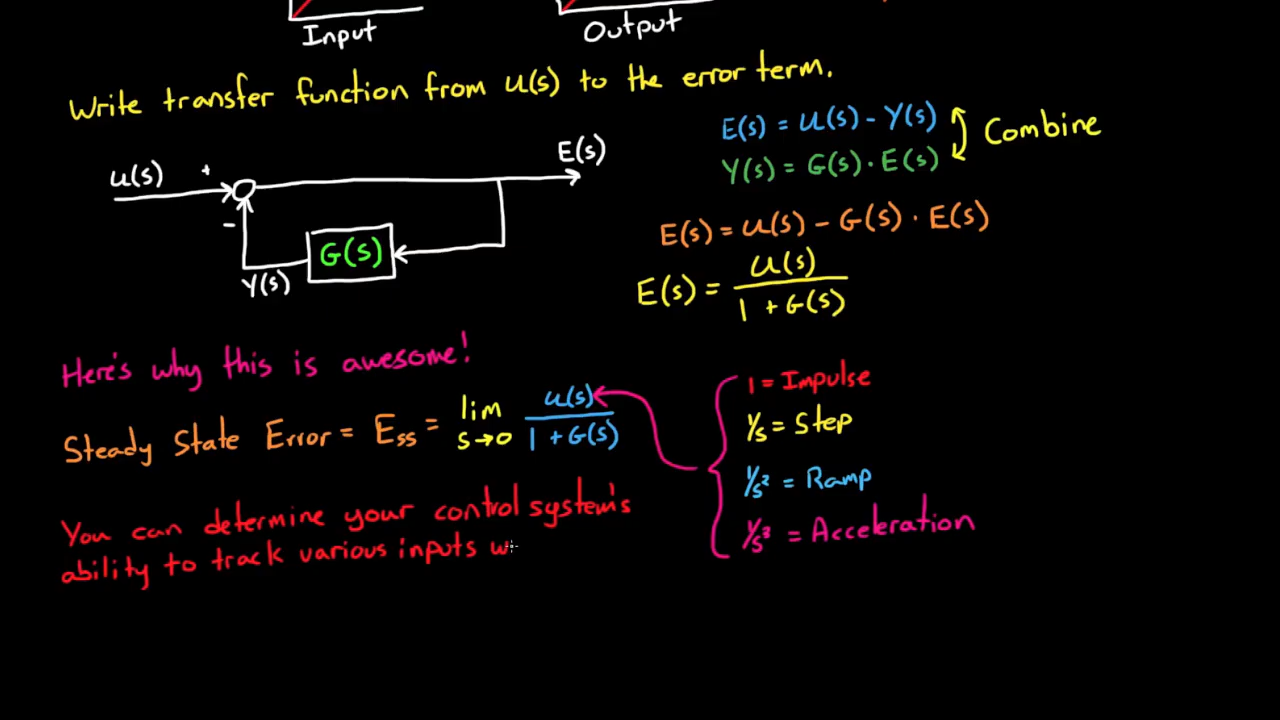 Input
Output
Write transfer function from U(s) to the error term.
E(s) = U(s) - Y(s)
Combine
Y(s) = G(s) · E(s)
E(s) = U(s) - G(s) · E(s)
E(s) = U(s) / 1 + G(s)
U(s)
+
E(s)
-
G(s)
Y(s)
Here's why this is awesome!
Steady State Error = Ess = lim s→0 U(s) / 1 + G(s)
1 = Impulse
1/s = Step
1/s² = Ramp
1/s³ = Acceleration
You can determine your control system's
ability to track various inputs w